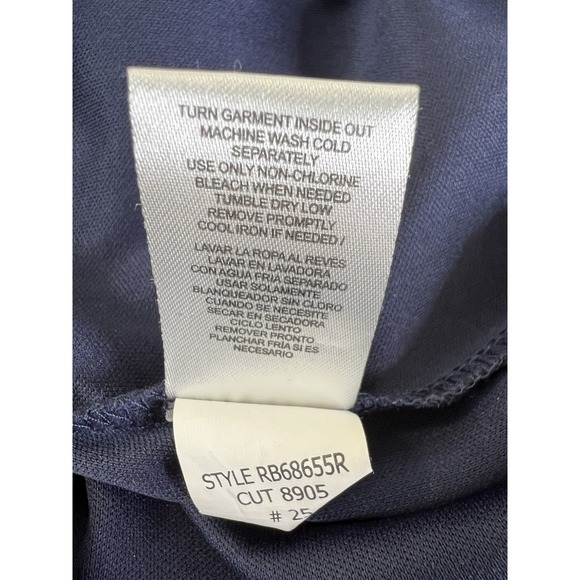 TURN GARMENT INSIDE OUT
MACHINE WASH COLD
SEPARATELY
USE ONLY NON-CHLORINE
BLEACH WHEN NEEDED
TUMBLE DRY LOW
REMOVE PROMPTLY
COOL IRON IF NEEDED /
LAVAR LA ROPA AL REVES
LAVAR EN LAVADORA
CON AGUA FRIA SEPARADO
USAR SOLAMENTE
BLANQUEADOR SIN CLORO
CUANDO SE NECESITE
SECAR EN SECADORA
CICLO LENTO
REMOVER PRONTO
PLANCHAR FRÍA SI ES
NECESARIO
STYLE RB68655R
CUT 8905
# 25